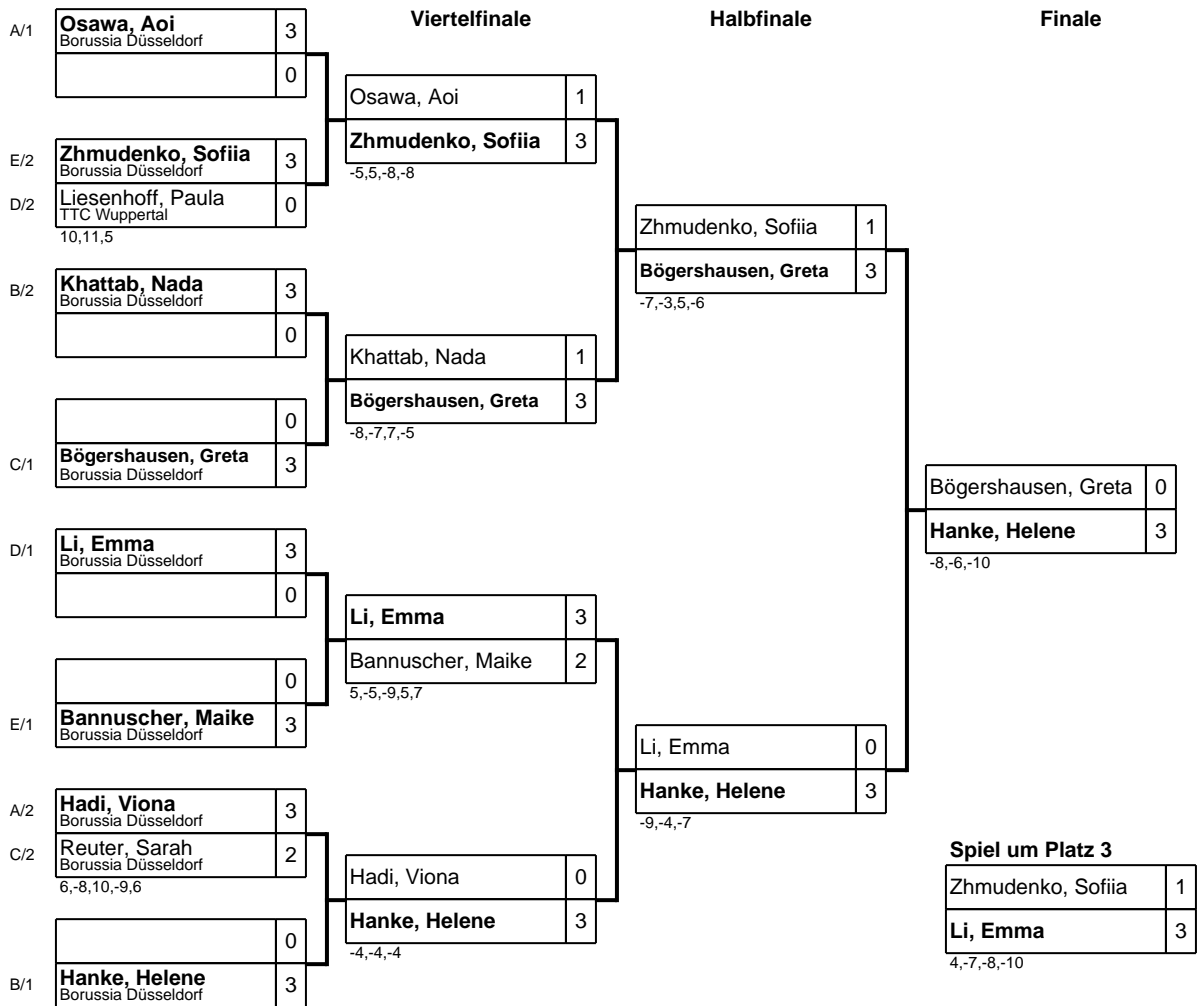 Viertelfinale
Halbfinale
Finale
A/1 Osawa, Aoi 3
Borussia Düsseldorf
0
E/2 Zhmudenko, Sofiia 3
Borussia Düsseldorf
D/2 Liesenhoff, Paula 0
TTC Wuppertal
10,11,5
B/2 Khattab, Nada 3
Borussia Düsseldorf
0
0
C/1 Bögershausen, Greta 3
Borussia Düsseldorf
D/1 Li, Emma 3
Borussia Düsseldorf
0
0
E/1 Bannuscher, Maike 3
Borussia Düsseldorf
A/2 Hadi, Viona 3
Borussia Düsseldorf
C/2 Reuter, Sarah 2
Borussia Düsseldorf
6,-8,10,-9,6
0
B/1 Hanke, Helene 3
Borussia Düsseldorf
Osawa, Aoi 1
Zhmudenko, Sofiia 3
-5,5,-8,-8
Khattab, Nada 1
Bögershausen, Greta 3
-8,-7,7,-5
Li, Emma 3
Bannuscher, Maike 2
5,-5,-9,5,7
Hadi, Viona 0
Hanke, Helene 3
-4,-4,-4
Zhmudenko, Sofiia 1
Bögershausen, Greta 3
-7,-3,5,-6
Li, Emma 0
Hanke, Helene 3
-9,-4,-7
Bögershausen, Greta 0
Hanke, Helene 3
-8,-6,-10
Spiel um Platz 3
Zhmudenko, Sofiia 1
Li, Emma 3
4,-7,-8,-10